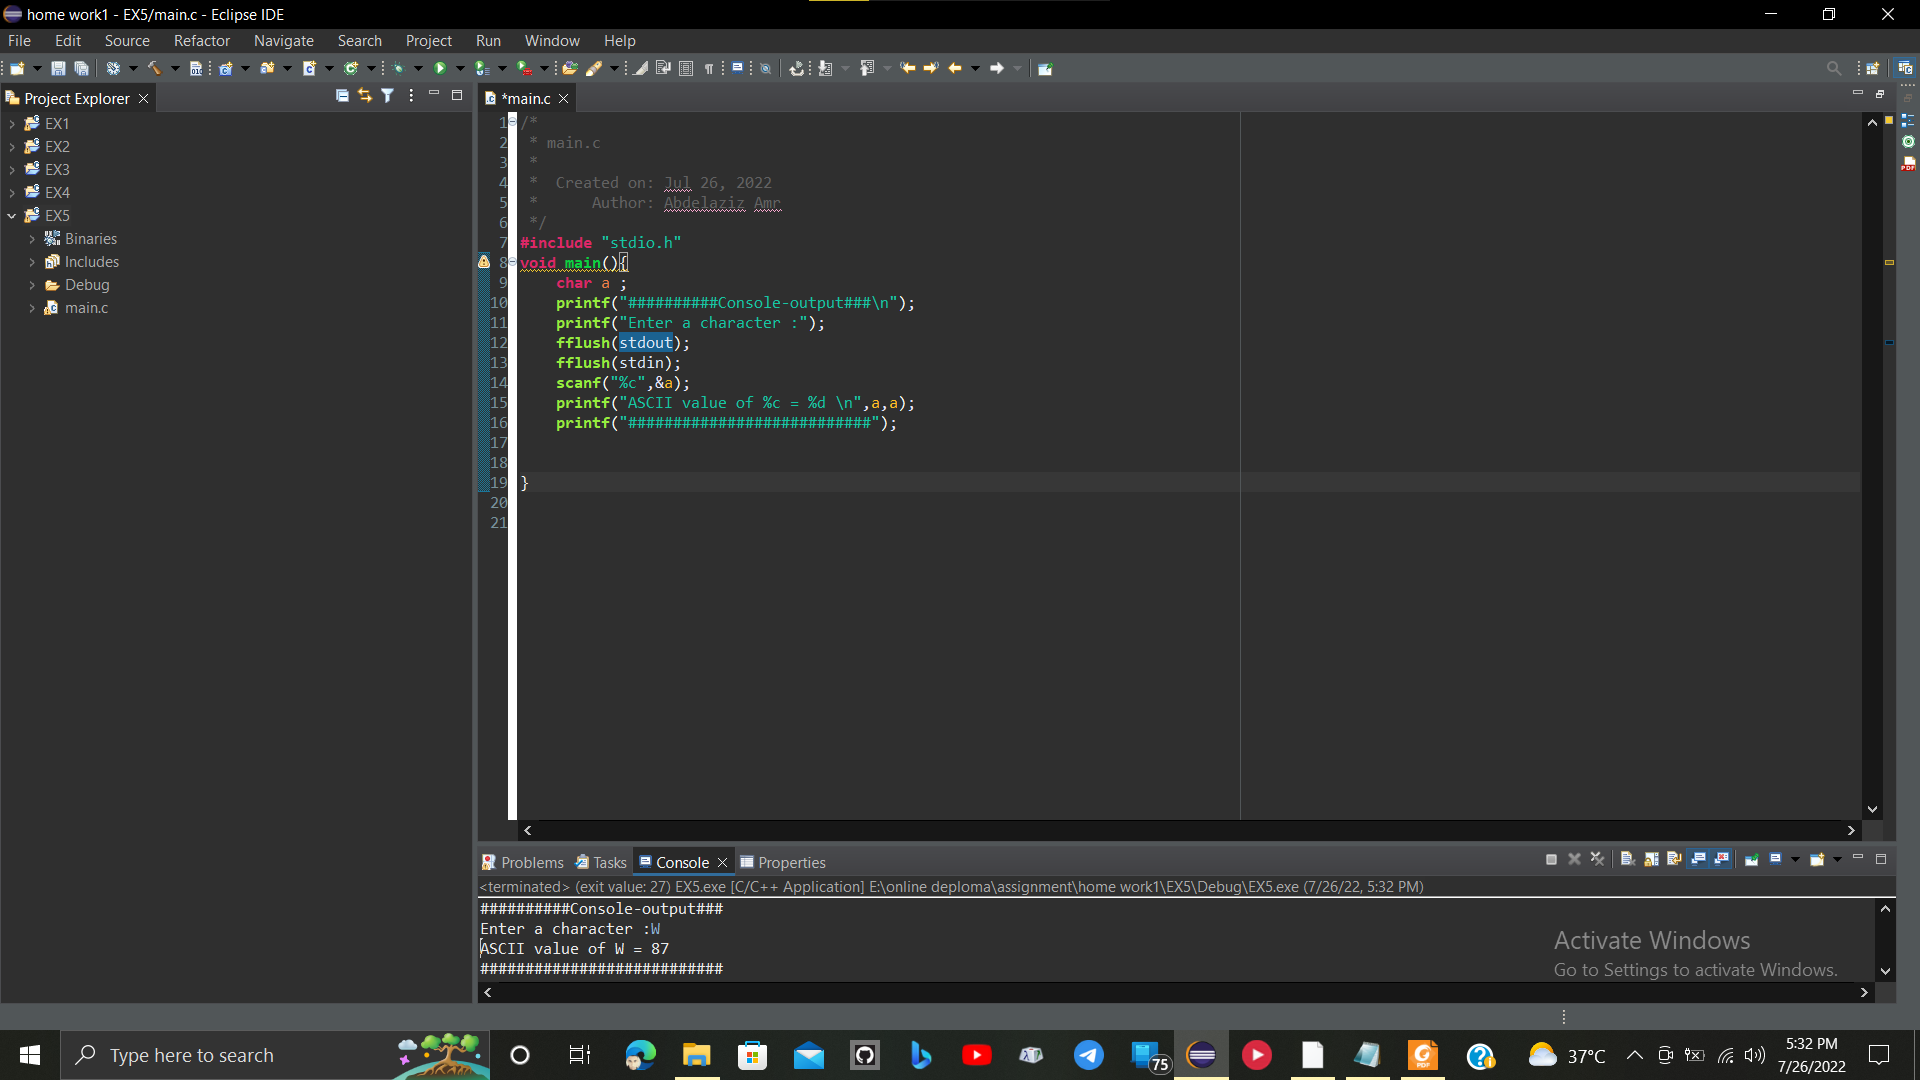 home work1 - EX5/main.c - Eclipse IDE
File Edit Source Refactor Navigate Search Project Run Window Help
Project Explorer
EX1
EX2
EX3
EX4
EX5
Binaries
Includes
Debug
main.c
*main.c
1 /*
2 * main.c
3 *
4 * Created on: Jul 26, 2022
5 * Author: Abdelaziz Amr
6 */
7 #include "stdio.h"
8 void main(){
9 char a ;
10 printf("##########Console-output###\n");
11 printf("Enter a character :");
12 fflush(stdout);
13 fflush(stdin);
14 scanf("%c",&a);
15 printf("ASCII value of %c = %d \n",a,a);
16 printf("###########################");
17
18
19 }
20
21
Problems Tasks Console Properties
<terminated> (exit value: 27) EX5.exe [C/C++ Application] E:\online deploma\assignment\home work1\EX5\Debug\EX5.exe (7/26/22, 5:32 PM)
##########Console-output###
Enter a character :W
ASCII value of W = 87
###########################
Activate Windows
Go to Settings to activate Windows.
Type here to search
75
37°C
5:32 PM
7/26/2022